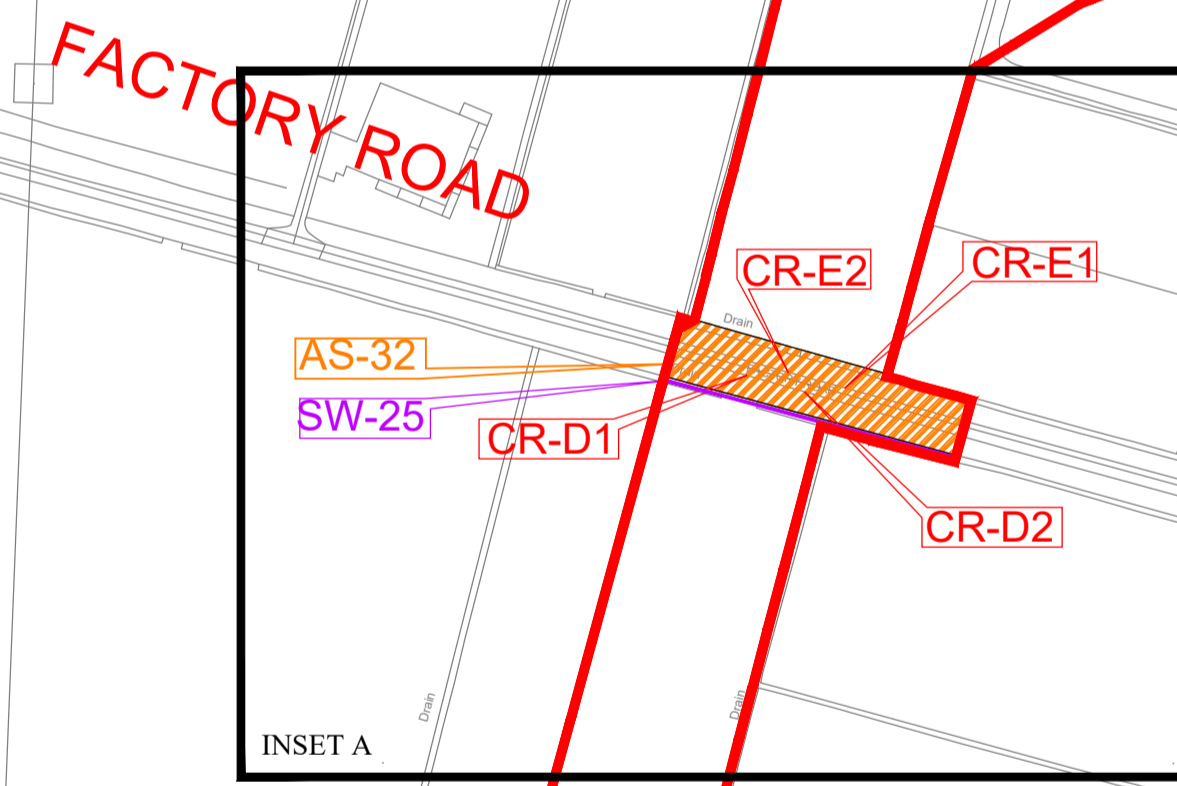 FACTORY ROAD
CR-E2
CR-E1
Drain
AS-32
SW-25
CR-D1
CR-D2
Drain
Drain
INSET A